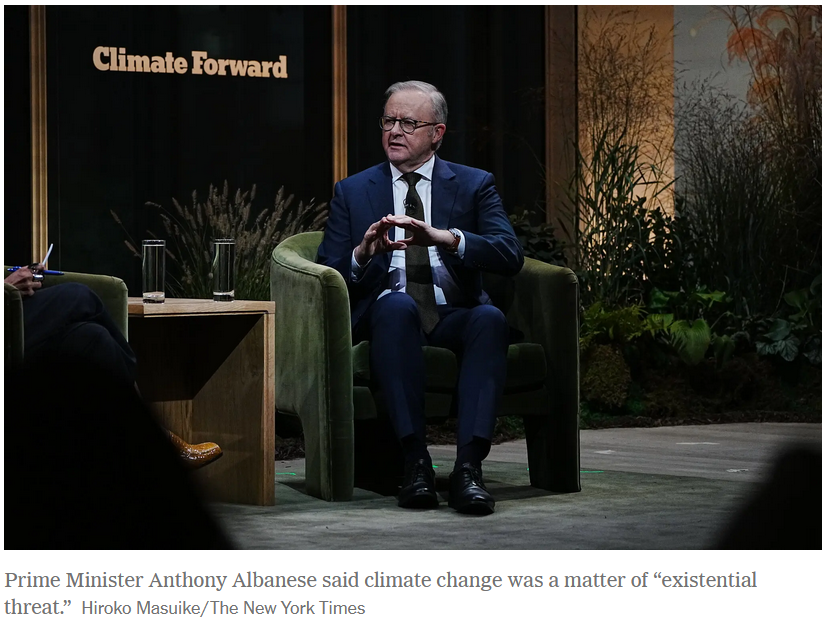 Climate Forward
Prime Minister Anthony Albanese said climate change was a matter of “existential
threat.” Hiroko Masuike/The New York Times